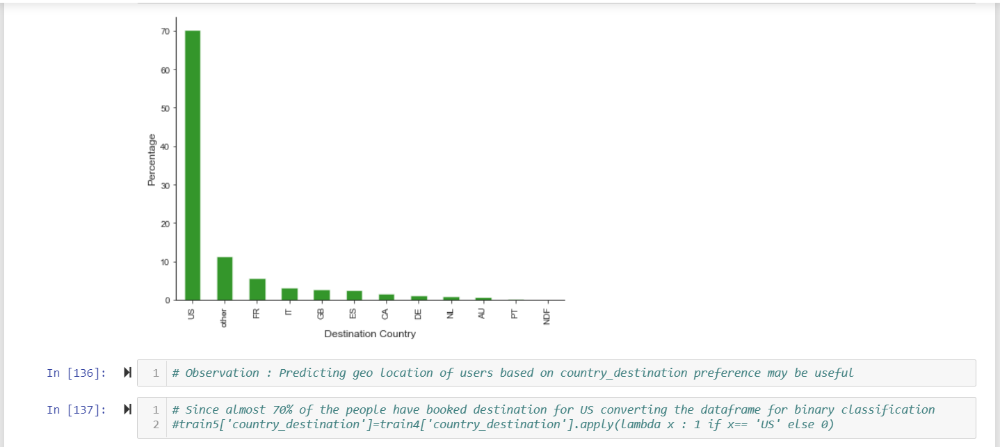 70
60
50
40
30
20
10
0
Percentage
US other FR IT GB ES CA DE NL AU PT NDF
Destination Country
In [136]:
1 # Observation : Predicting geo location of users based on country_destination preference may be useful
In [137]:
1 # Since almost 70% of the people have booked destination for US converting the dataframe for binary classification
2 #train5['country_destination']=train4['country_destination'].apply(lambda x : 1 if x== 'US' else 0)